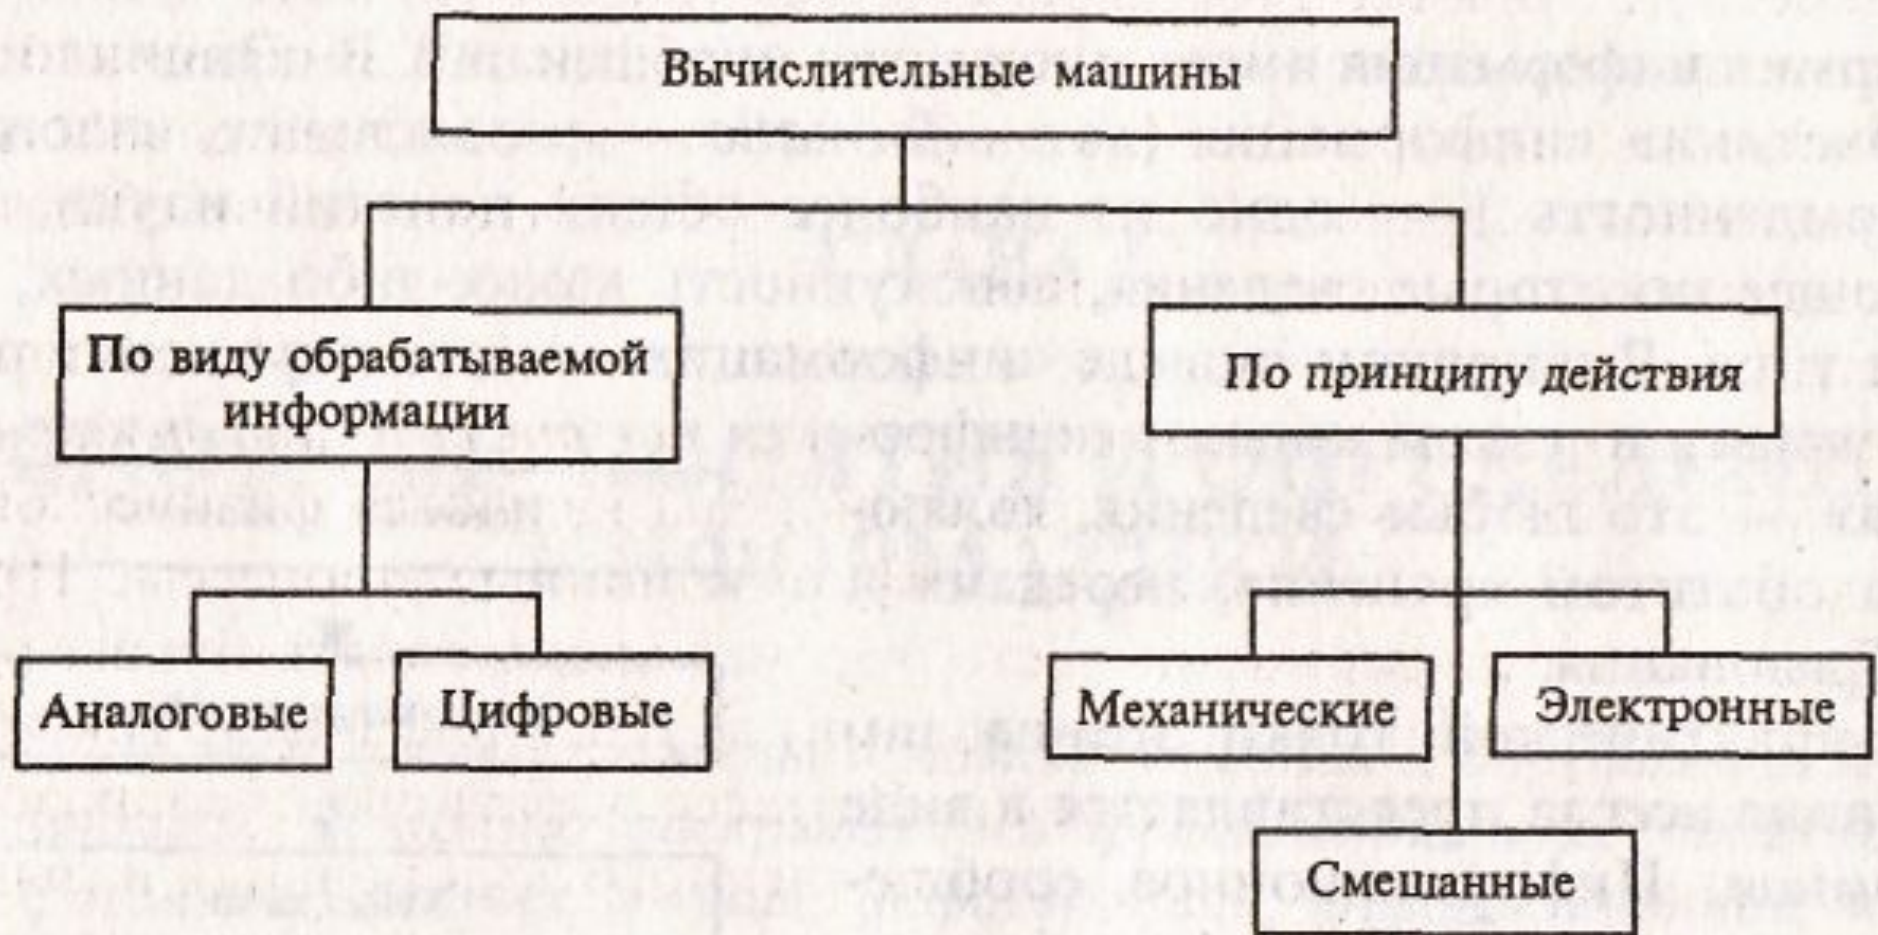 Вычислительные машины
По виду обрабатываемой
информации
По принципу действия
Аналоговые
Цифровые
Механические
Электронные
Смешанные